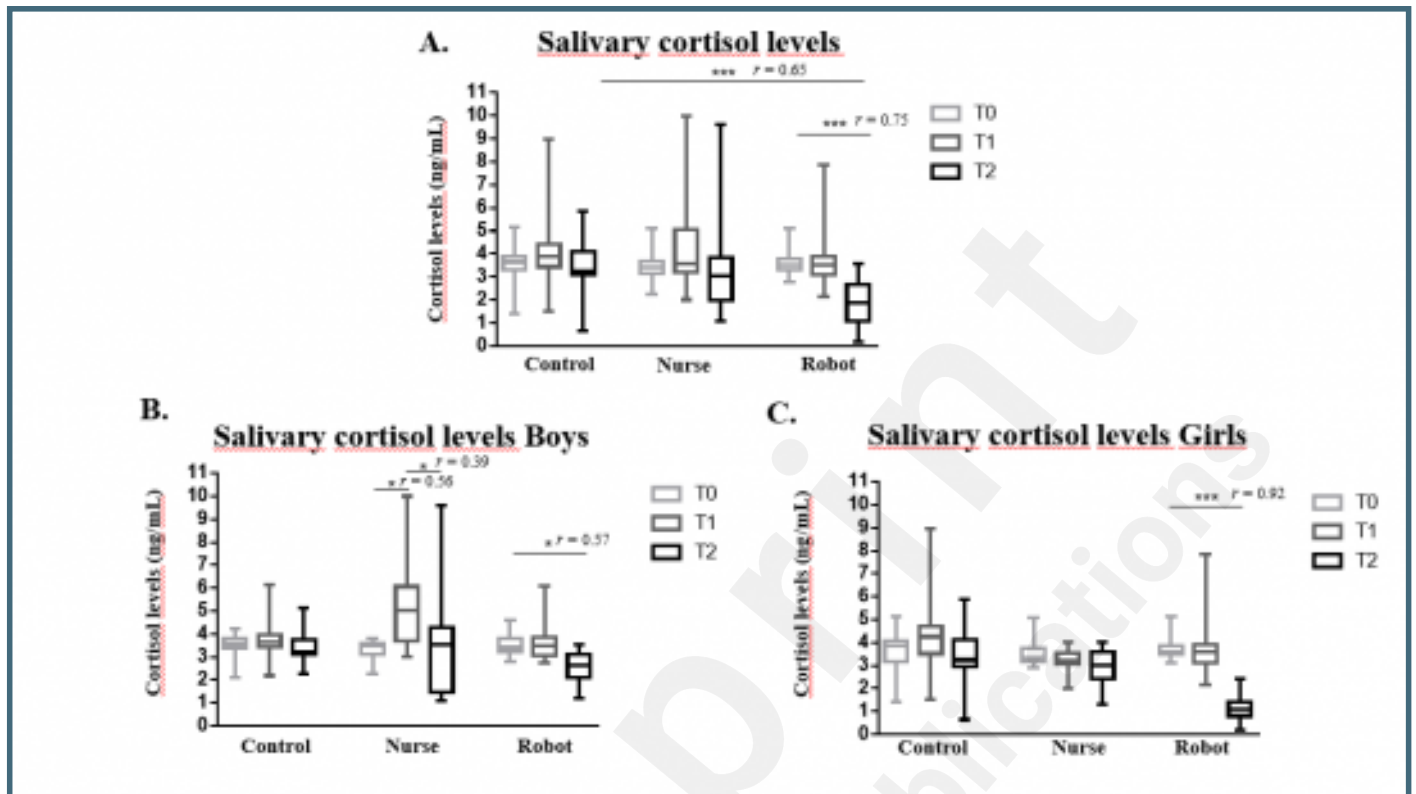 A.
Salivary cortisol levels
*** r = 0.65
*** r = 0.75
Cortisol levels (ng/mL)
11
10
9
8
7
6
5
4
3
2
1
0
Control Nurse Robot
T0
T1
T2
B.
Salivary cortisol levels Boys
* r = 0.39
* r = 0.56
* r = 0.57
Cortisol levels (ng/mL)
11
10
9
8
7
6
5
4
3
2
1
0
Control Nurse Robot
T0
T1
T2
C.
Salivary cortisol levels Girls
*** r = 0.92
Cortisol levels (ng/mL)
11
10
9
8
7
6
5
4
3
2
1
0
Control Nurse Robot
T0
T1
T2
print
blications